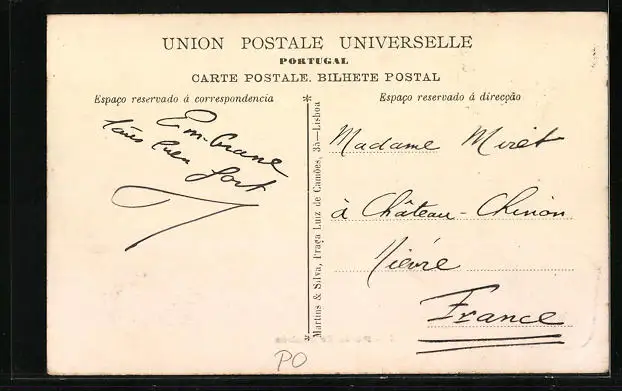 UNION POSTALE UNIVERSELLE
PORTUGAL
CARTE POSTALE. BILHETE POSTAL
Espaço reservado á correspondencia
Espaço reservado á direcção
fort
Martins & Silva, Praça Luiz de Camões, 35—Lisboa
Madame Miret
à Château-Chinon
Nièvre
France
PO